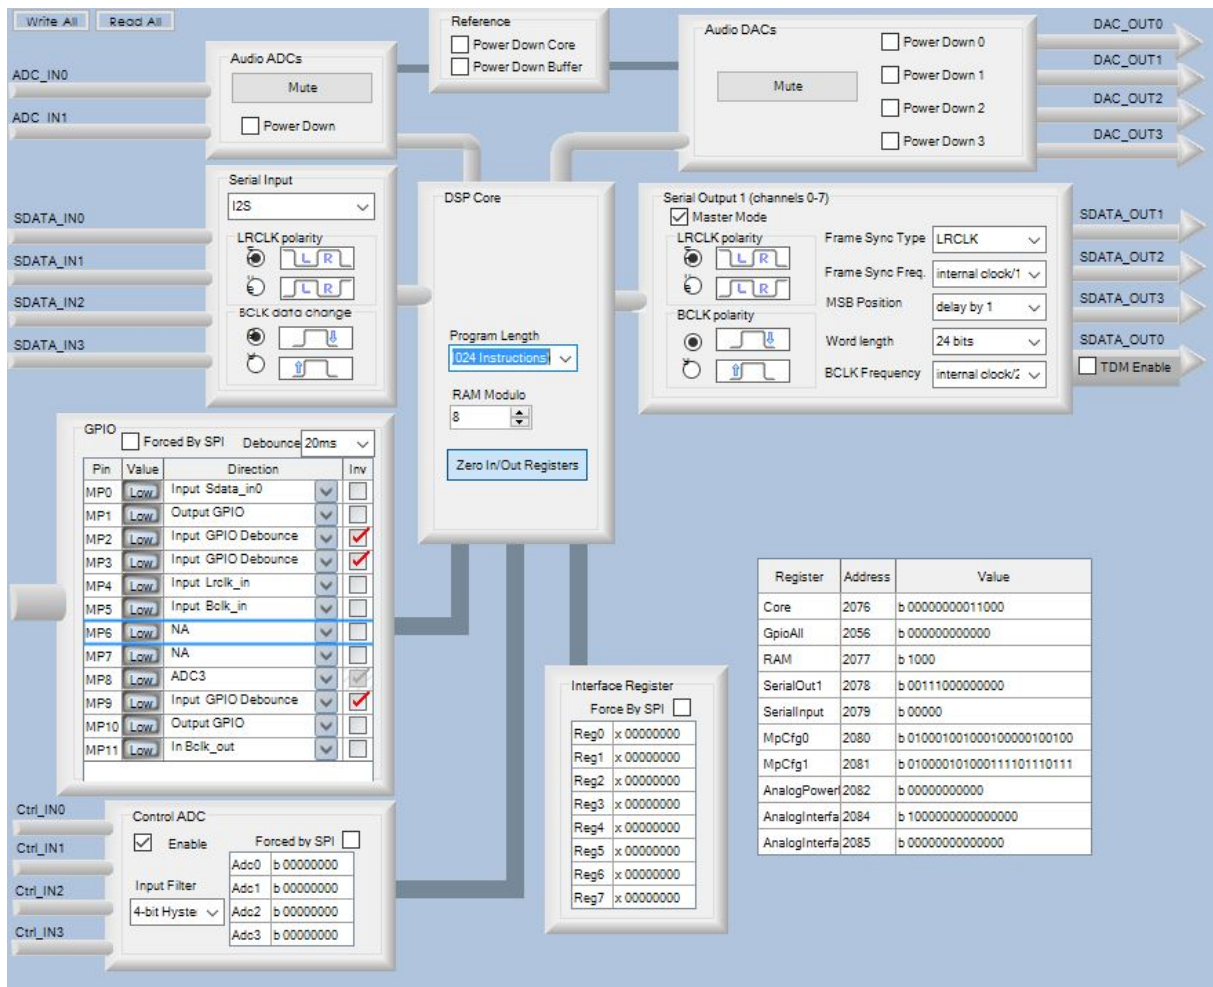 Write All Read All
ADC_IN0
ADC IN1
Audio ADCs
Mute
Power Down
Reference
Power Down Core
Power Down Buffer
Audio DACs
Mute
Power Down 0
Power Down 1
Power Down 2
Power Down 3
DAC_OUT0
DAC_OUT1
DAC_OUT2
DAC_OUT3
SDATA_IN0
SDATA_IN1
SDATA_IN2
SDATA_IN3
Serial Input
I2S
LRCLK polarity
L R
L R
BCLK data change
DSP Core
Program Length
024 Instructions
RAM Modulo
8
Zero In/Out Registers
Serial Output 1 (channels 0-7)
Master Mode
LRCLK polarity
L R
L R
BCLK polarity
Frame Sync Type LRCLK
Frame Sync Freq. internal clock/1
MSB Position delay by 1
Word length 24 bits
BCLK Frequency internal clock/2
SDATA_OUT1
SDATA_OUT2
SDATA_OUT3
SDATA_OUT0
TDM Enable
GPIO
Forced By SPI Debounce 20ms
Pin Value Direction Inv
MP0 Low Input Sdata_in0
MP1 Low Output GPIO
MP2 Low Input GPIO Debounce
MP3 Low Input GPIO Debounce
MP4 Low Input Lrclk_in
MP5 Low Input Bclk_in
MP6 Low NA
MP7 Low NA
MP8 Low ADC3
MP9 Low Input GPIO Debounce
MP10 Low Output GPIO
MP11 Low In Bclk_out
Ctrl_IN0
Ctrl_IN1
Ctrl_IN2
Ctrl_IN3
Control ADC
Enable Forced by SPI
Input Filter
4-bit Hyste
Adc0 b 00000000
Adc1 b 00000000
Adc2 b 00000000
Adc3 b 00000000
Interface Register
Force By SPI
Reg0 x 00000000
Reg1 x 00000000
Reg2 x 00000000
Reg3 x 00000000
Reg4 x 00000000
Reg5 x 00000000
Reg6 x 00000000
Reg7 x 00000000
Register Address Value
Core 2076 b 00000000011000
GpioAll 2056 b 000000000000
RAM 2077 b 1000
SerialOut1 2078 b 00111000000000
SerialInput 2079 b 00000
MpCfg0 2080 b 010001001000100000100100
MpCfg1 2081 b 010000101000111101110111
AnalogPower 2082 b 00000000000
AnalogInterfa 2084 b 1000000000000000
AnalogInterfa 2085 b 00000000000000